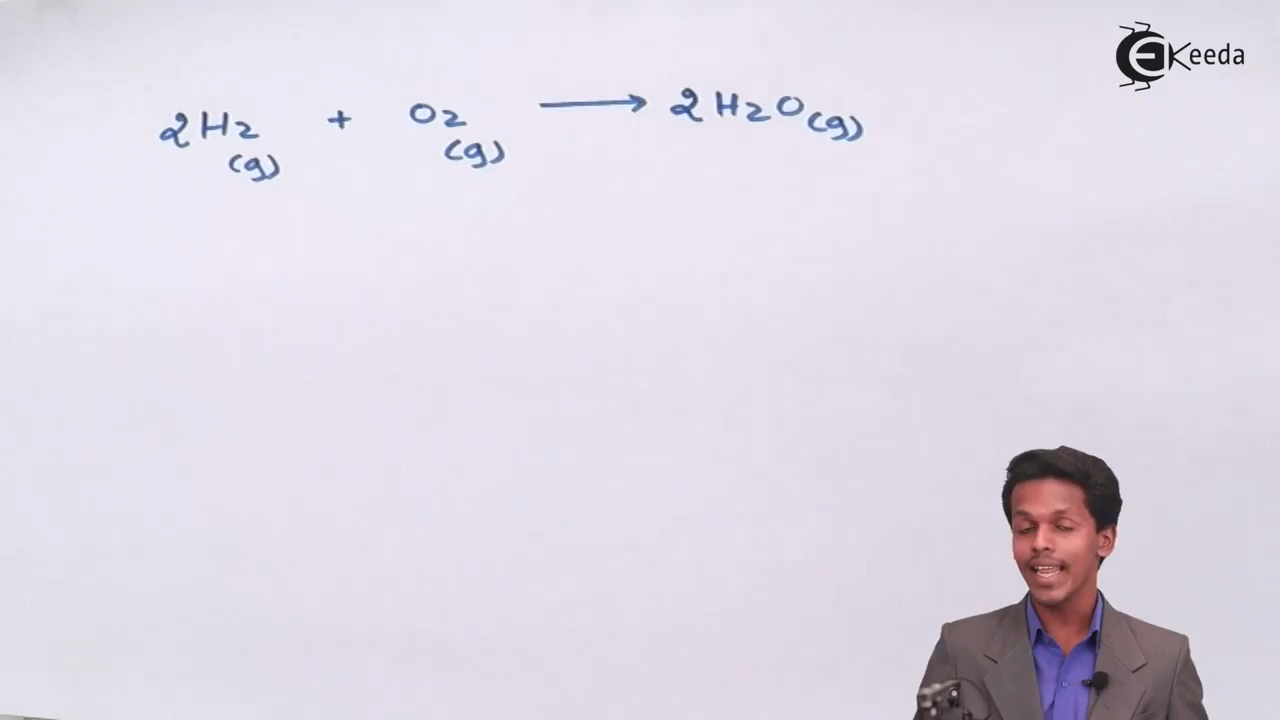 2H2(g) + O2(g) ⟶ 2H2O(g)
EKeeda